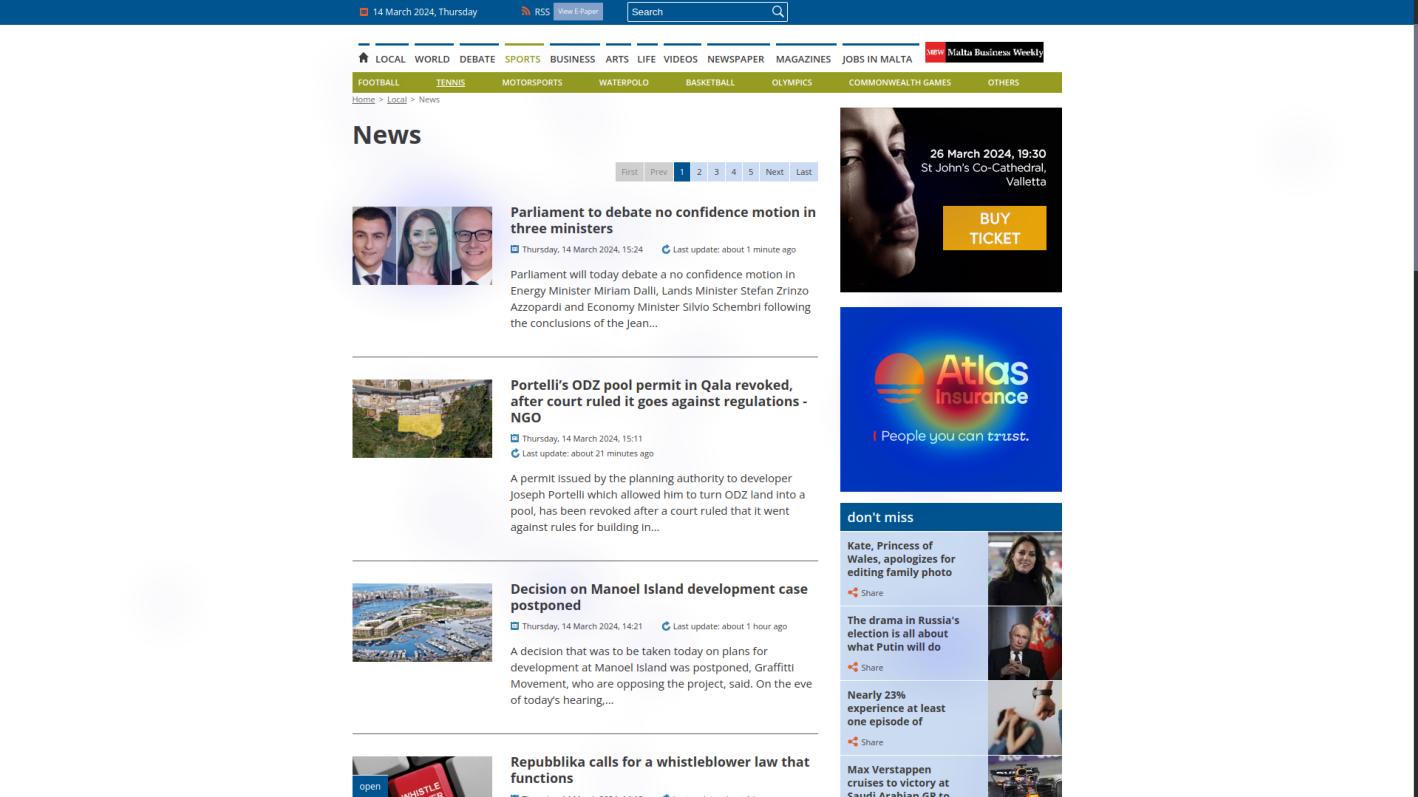 14 March 2024, Thursday
RSS
View E-Paper
Search
LOCAL WORLD DEBATE SPORTS BUSINESS ARTS LIFE VIDEOS NEWSPAPER MAGAZINES JOBS IN MALTA
MBW Malta Business Weekly
FOOTBALL TENNIS MOTORSPORTS WATERPOLO BASKETBALL OLYMPICS COMMONWEALTH GAMES OTHERS
Home > Local > News
News
First Prev 1 2 3 4 5 Next Last
Parliament to debate no confidence motion in
three ministers
Thursday, 14 March 2024, 15:24 Last update: about 1 minute ago
Parliament will today debate a no confidence motion in
Energy Minister Miriam Dalli, Lands Minister Stefan Zrinzo
Azzopardi and Economy Minister Silvio Schembri following
the conclusions of the Jean...
Portelli's ODZ pool permit in Qala revoked,
after court ruled it goes against regulations -
NGO
Thursday, 14 March 2024, 15:11
Last update: about 21 minutes ago
A permit issued by the planning authority to developer
Joseph Portelli which allowed him to turn ODZ land into a
pool, has been revoked after a court ruled that it went
against rules for building in...
Decision on Manoel Island development case
postponed
Thursday, 14 March 2024, 14:21 Last update: about 1 hour ago
A decision that was to be taken today on plans for
development at Manoel Island was postponed, Graffitti
Movement, who are opposing the project, said. On the eve
of today's hearing,...
Repubblika calls for a whistleblower law that
functions
WHISTLE
open
26 March 2024, 19:30
St John's Co-Cathedral,
Valletta
BUY
TICKET
Atlas
Insurance
People you can trust.
don't miss
Kate, Princess of
Wales, apologizes for
editing family photo
Share
The drama in Russia's
election is all about
what Putin will do
Share
Nearly 23%
experience at least
one episode of
Share
Max Verstappen
cruises to victory at
Saudi Arabian GP to